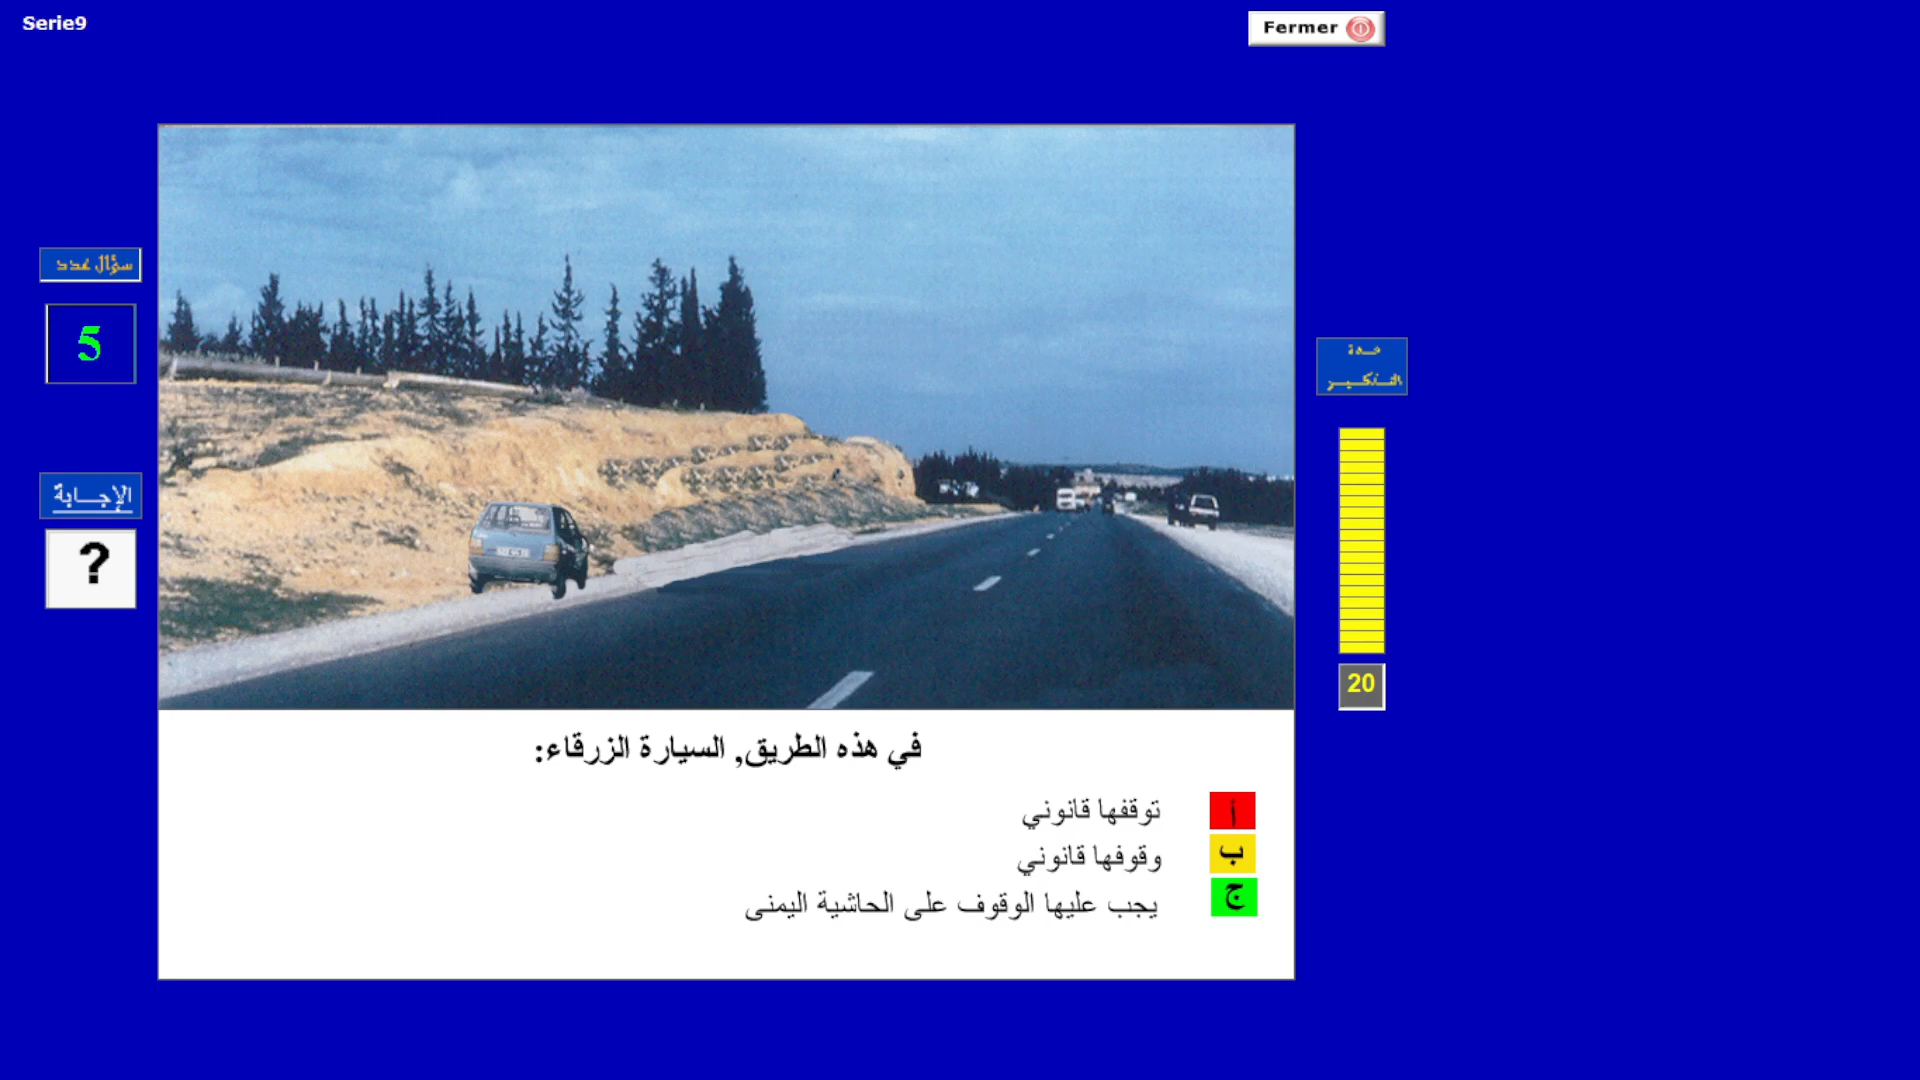 Serie9
Fermer
سؤال عدد
5
مدة
التفكير
الإجابة
?
20
في هذه الطريق, السيارة الزرقاء:
أ توقفها قانوني
ب وقوفها قانوني
ج يجب عليها الوقوف على الحاشية اليمنى